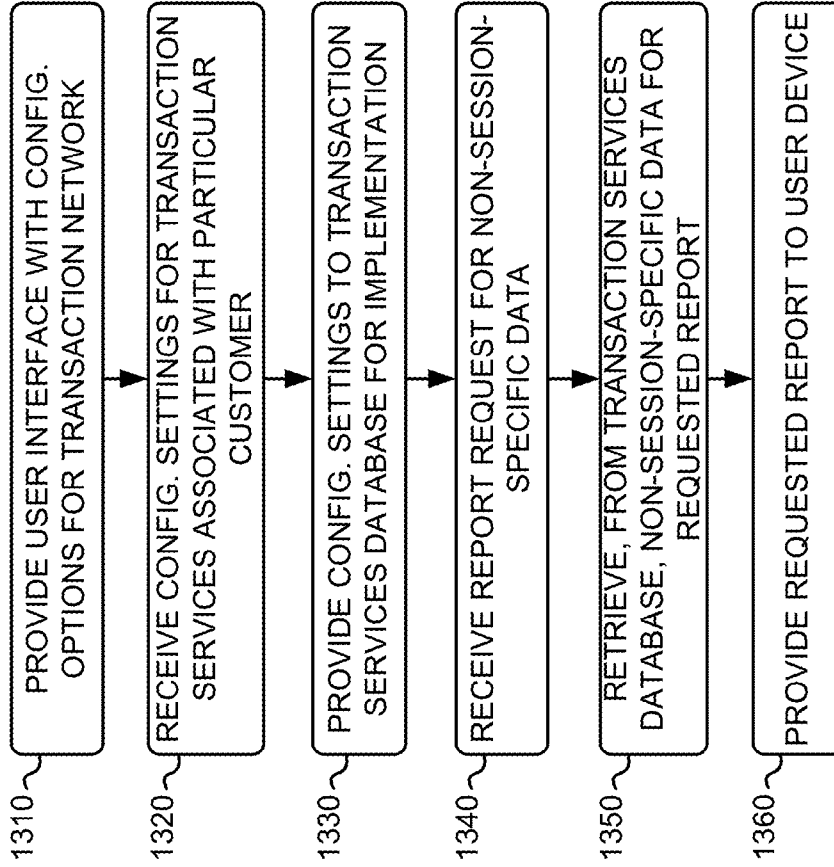 1310
PROVIDE USER INTERFACE WITH CONFIG.
OPTIONS FOR TRANSACTION NETWORK
1320
RECEIVE CONFIG. SETTINGS FOR TRANSACTION
SERVICES ASSOCIATED WITH PARTICULAR
CUSTOMER
1330
PROVIDE CONFIG. SETTINGS TO TRANSACTION
SERVICES DATABASE FOR IMPLEMENTATION
1340
RECEIVE REPORT REQUEST FOR NON-SESSION-
SPECIFIC DATA
1350
RETRIEVE, FROM TRANSACTION SERVICES
DATABASE, NON-SESSION-SPECIFIC DATA FOR
REQUESTED REPORT
1360
PROVIDE REQUESTED REPORT TO USER DEVICE